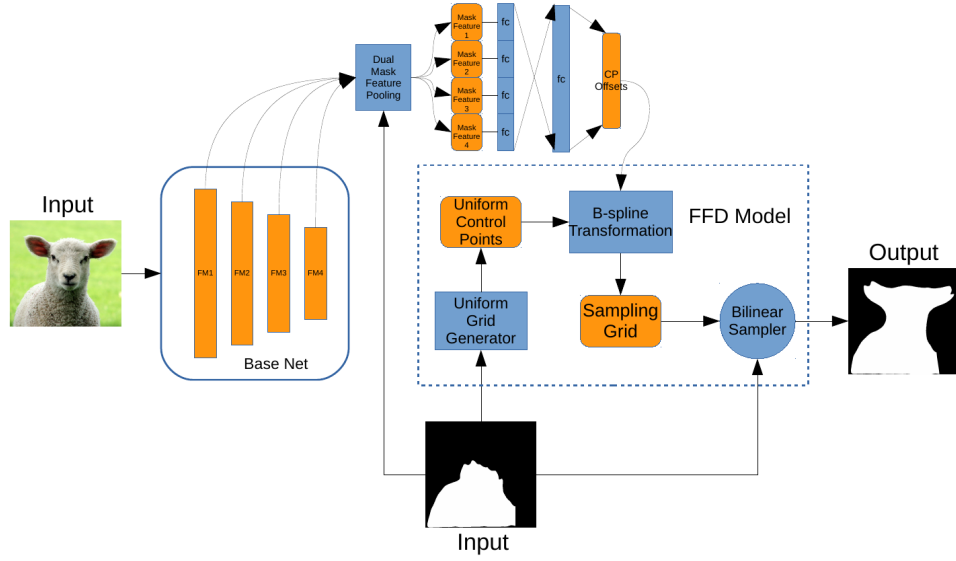 Input
FM1
FM2
FM3
FM4
Base Net
Dual
Mask
Feature
Pooling
Mask
Feature
1
Mask
Feature
2
Mask
Feature
3
Mask
Feature
4
fc
fc
fc
fc
fc
CP
Offsets
Uniform
Control
Points
B-spline
Transformation
FFD Model
Uniform
Grid
Generator
Sampling
Grid
Bilinear
Sampler
Output
Input